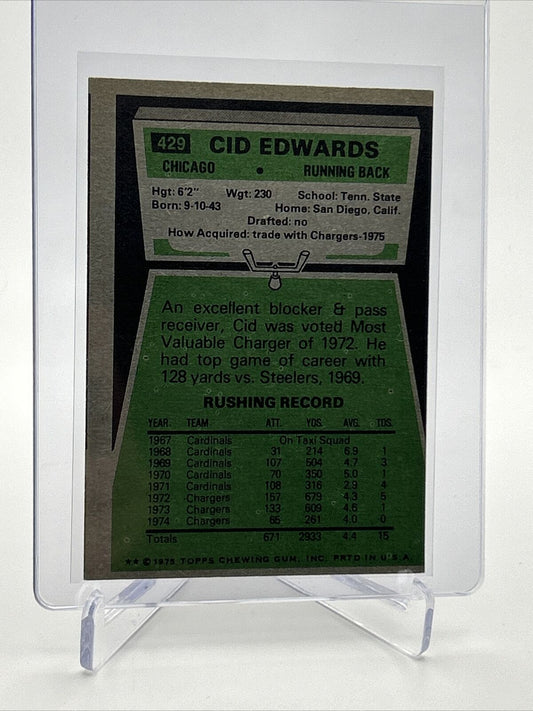 429 CID EDWARDS
CHICAGO • RUNNING BACK
Hgt: 6'2" Wgt: 230 School: Tenn. State
Born: 9-10-43 Home: San Diego, Calif.
Drafted: no
How Acquired: trade with Chargers-1975
An excellent blocker & pass
receiver, Cid was voted Most
Valuable Charger of 1972. He
had top game of career with
128 yards vs. Steelers, 1969.
RUSHING RECORD
YEAR TEAM ATT. YDS. AVG. TDS.
1967 Cardinals On Taxi Squad
1968 Cardinals 31 214 6.9 1
1969 Cardinals 107 504 4.7 3
1970 Cardinals 70 350 5.0 1
1971 Cardinals 108 316 2.9 4
1972 Chargers 157 679 4.3 5
1973 Chargers 133 609 4.6 1
1974 Chargers 65 261 4.0 0
Totals 671 2933 4.4 15
** © 1975 TOPPS CHEWING GUM, INC. PRTD IN U.S.A.